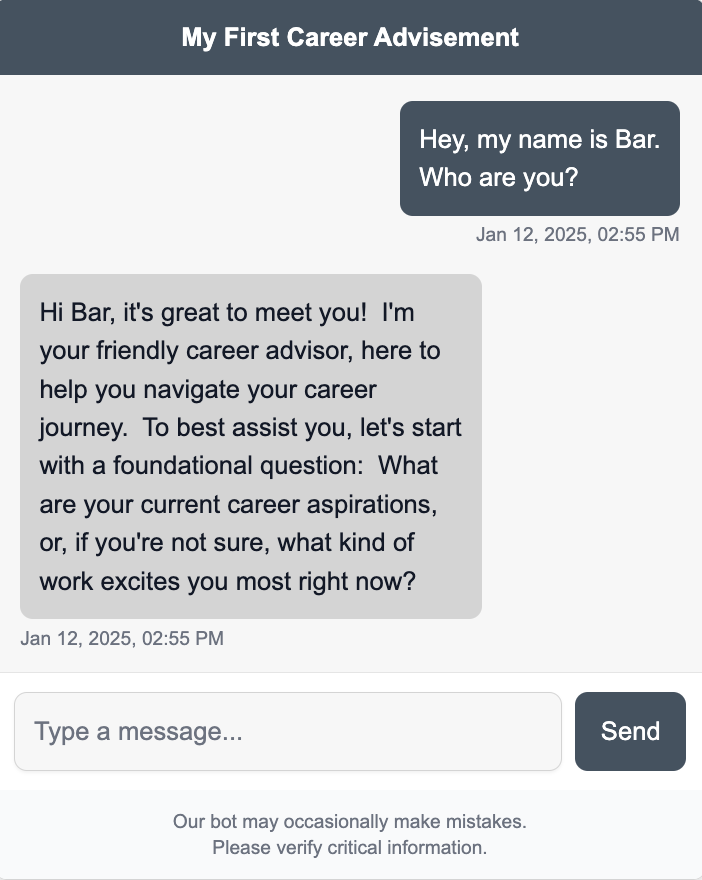 My First Career Advisement
Hey, my name is Bar.
Who are you?
Jan 12, 2025, 02:55 PM
Hi Bar, it's great to meet you!  I'm
your friendly career advisor, here to
help you navigate your career
journey.  To best assist you, let's start
with a foundational question:  What
are your current career aspirations,
or, if you're not sure, what kind of
work excites you most right now?
Jan 12, 2025, 02:55 PM
Type a message...
Send
Our bot may occasionally make mistakes.
Please verify critical information.